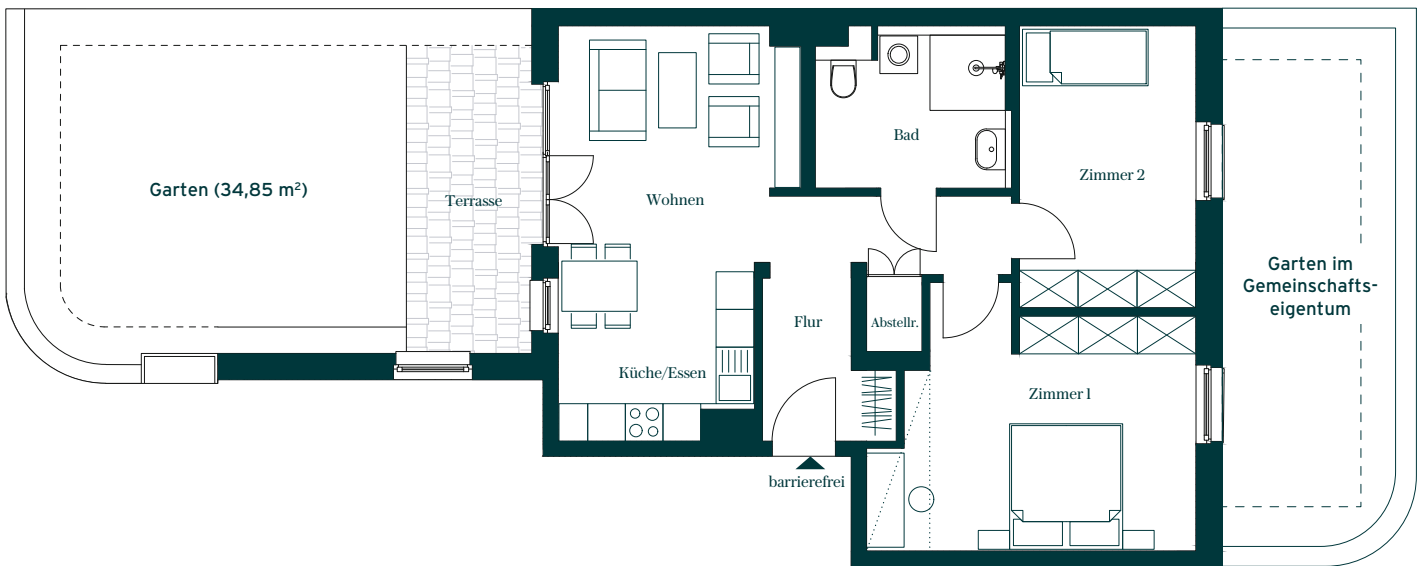 Garten (34,85 m²)
Terrasse
Wohnen
Bad
Zimmer 2
Garten im
Gemeinschafts-
eigentum
Flur
Abstellr.
Küche/Essen
Zimmer 1
barrierefrei